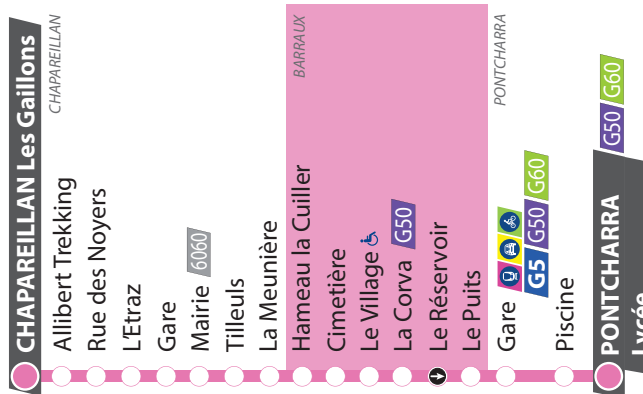 CHAPAREILLAN Les Gaillons
CHAPAREILLAN
Allibert Trekking
Rue des Noyers
L'Etraz
Gare
Mairie 6060
Tilleuls
La Meunière
BARRAUX
Hameau la Cuiller
Cimetière
Le Village
La Corva G50
Le Réservoir
Le Puits
PONTCHARRA
Gare
G5 G50 G60
Piscine
PONTCHARRA G50 G60
Lycée